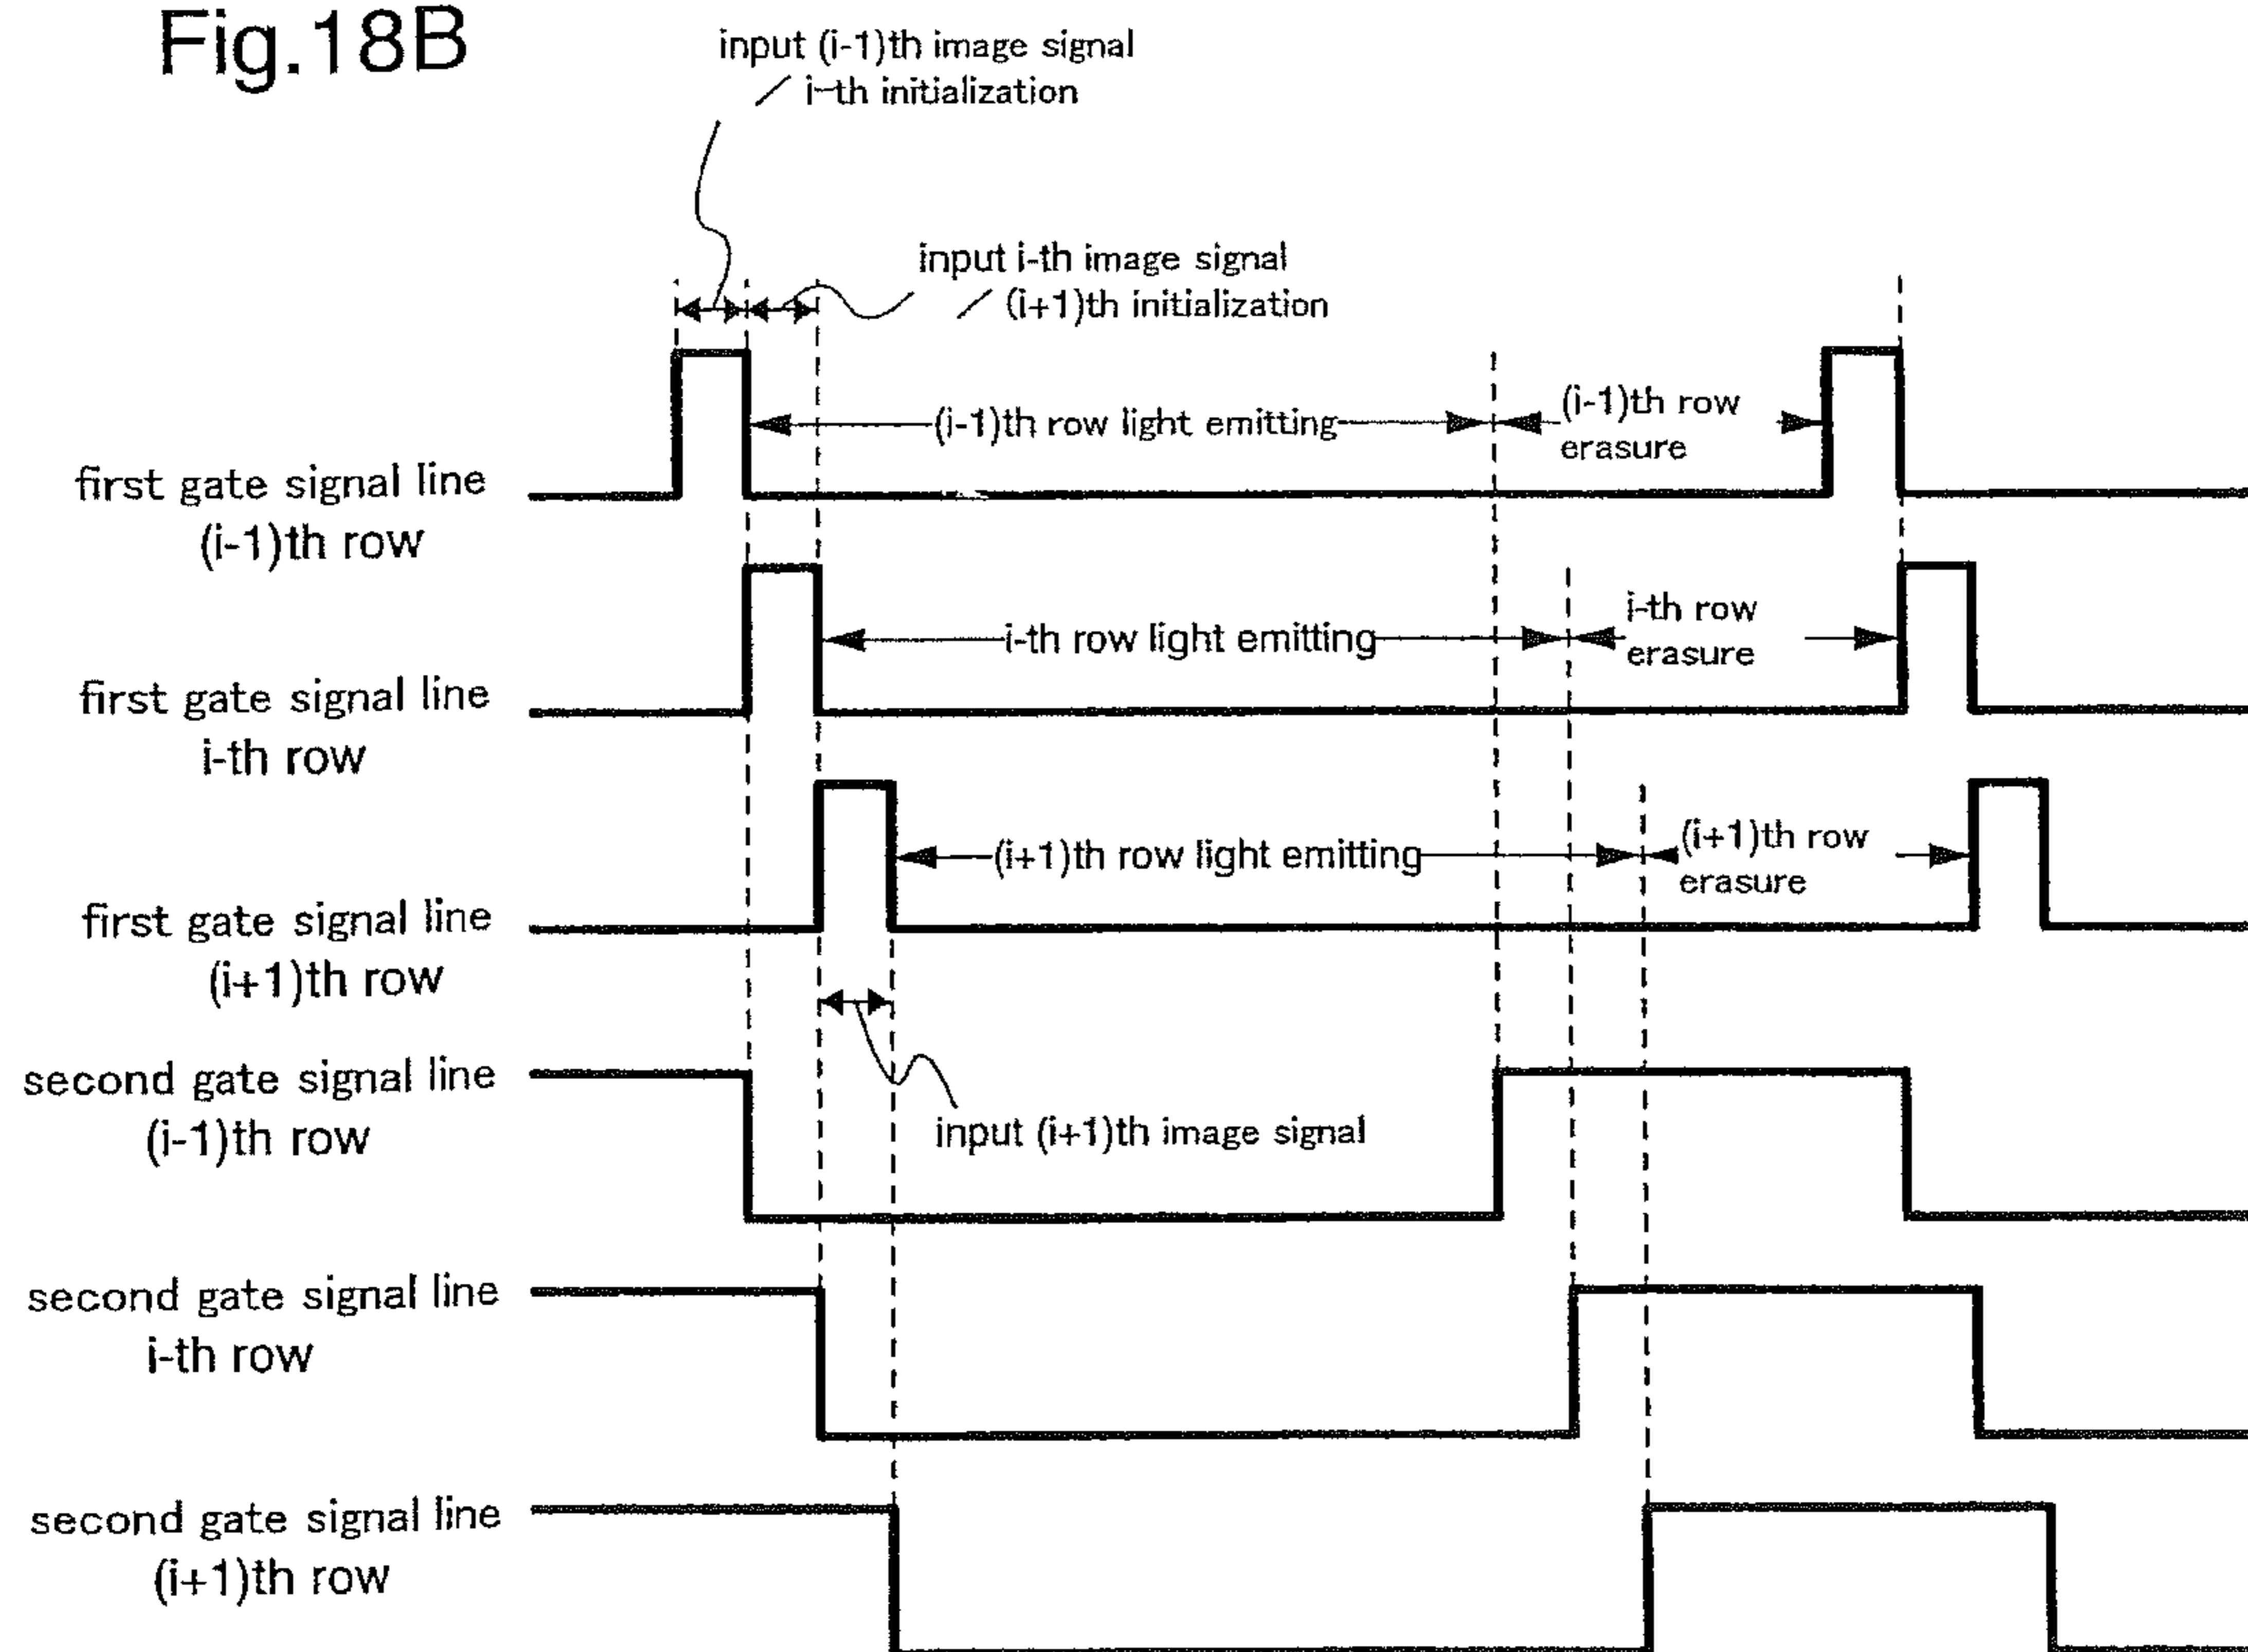 Fig.18B
input (i-1)th image signal
/ i-th initialization
input i-th image signal
/ (i+1)th initialization
(i-1)th row light emitting
(i-1)th row
erasure
first gate signal line
(i-1)th row
i-th row light emitting
i-th row
erasure
first gate signal line
i-th row
(i+1)th row light emitting
(i+1)th row
erasure
first gate signal line
(i+1)th row
second gate signal line
(i-1)th row
input (i+1)th image signal
second gate signal line
i-th row
second gate signal line
(i+1)th row